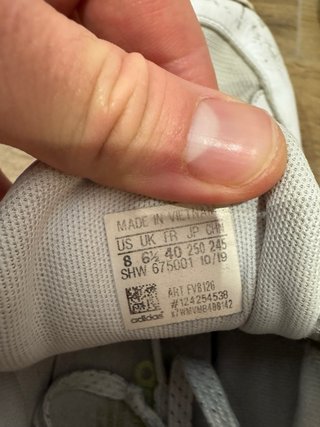 MADE IN VIETNAM
US UK FR JP CHN
8 6½ 40 250 245
SHW 675001 10/19
ART FV8126
#124254538
adidas